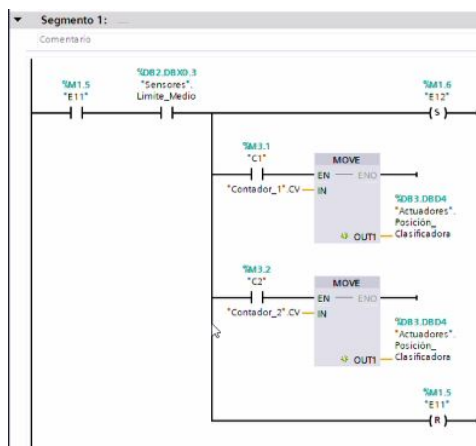 Segmento 1:
Comentario
%M1.5
"E11"
%DB2.DBX0.3
"Sensores".
Limite_Medio
%M1.6
"E12"
S
%M3.1
"C1"
MOVE
EN
ENO
"Contador_1".CV
IN
%DB3.DBD4
"Actuadores".
Posición_
Clasificadora
OUT1
%M3.2
"C2"
MOVE
EN
ENO
"Contador_2".CV
IN
%DB3.DBD4
"Actuadores".
Posición_
Clasificadora
OUT1
%M1.5
"E11"
R